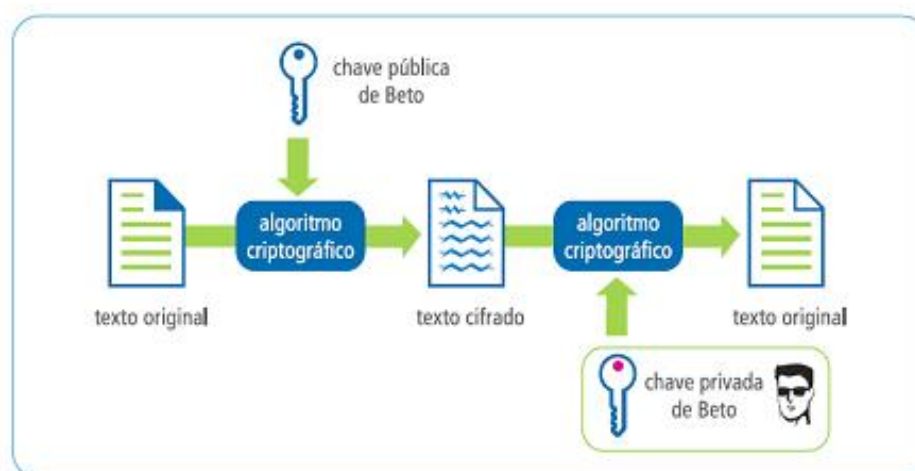 chave pública
de Beto
algoritmo
criptográfico
algoritmo
criptográfico
texto original
texto cifrado
texto original
chave privada
de Beto